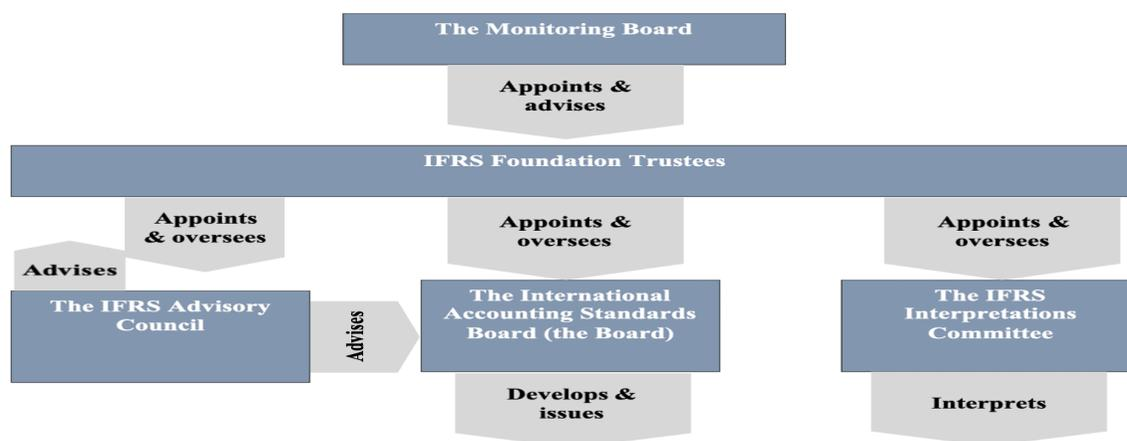 The Monitoring Board
Appoints &
advises
IFRS Foundation Trustees
Appoints
& oversees
Appoints &
oversees
Appoints &
oversees
Advises
The IFRS Advisory
Council
Advises
The International
Accounting Standards
Board (the Board)
The IFRS
Interpretations
Committee
Develops &
issues
Interprets